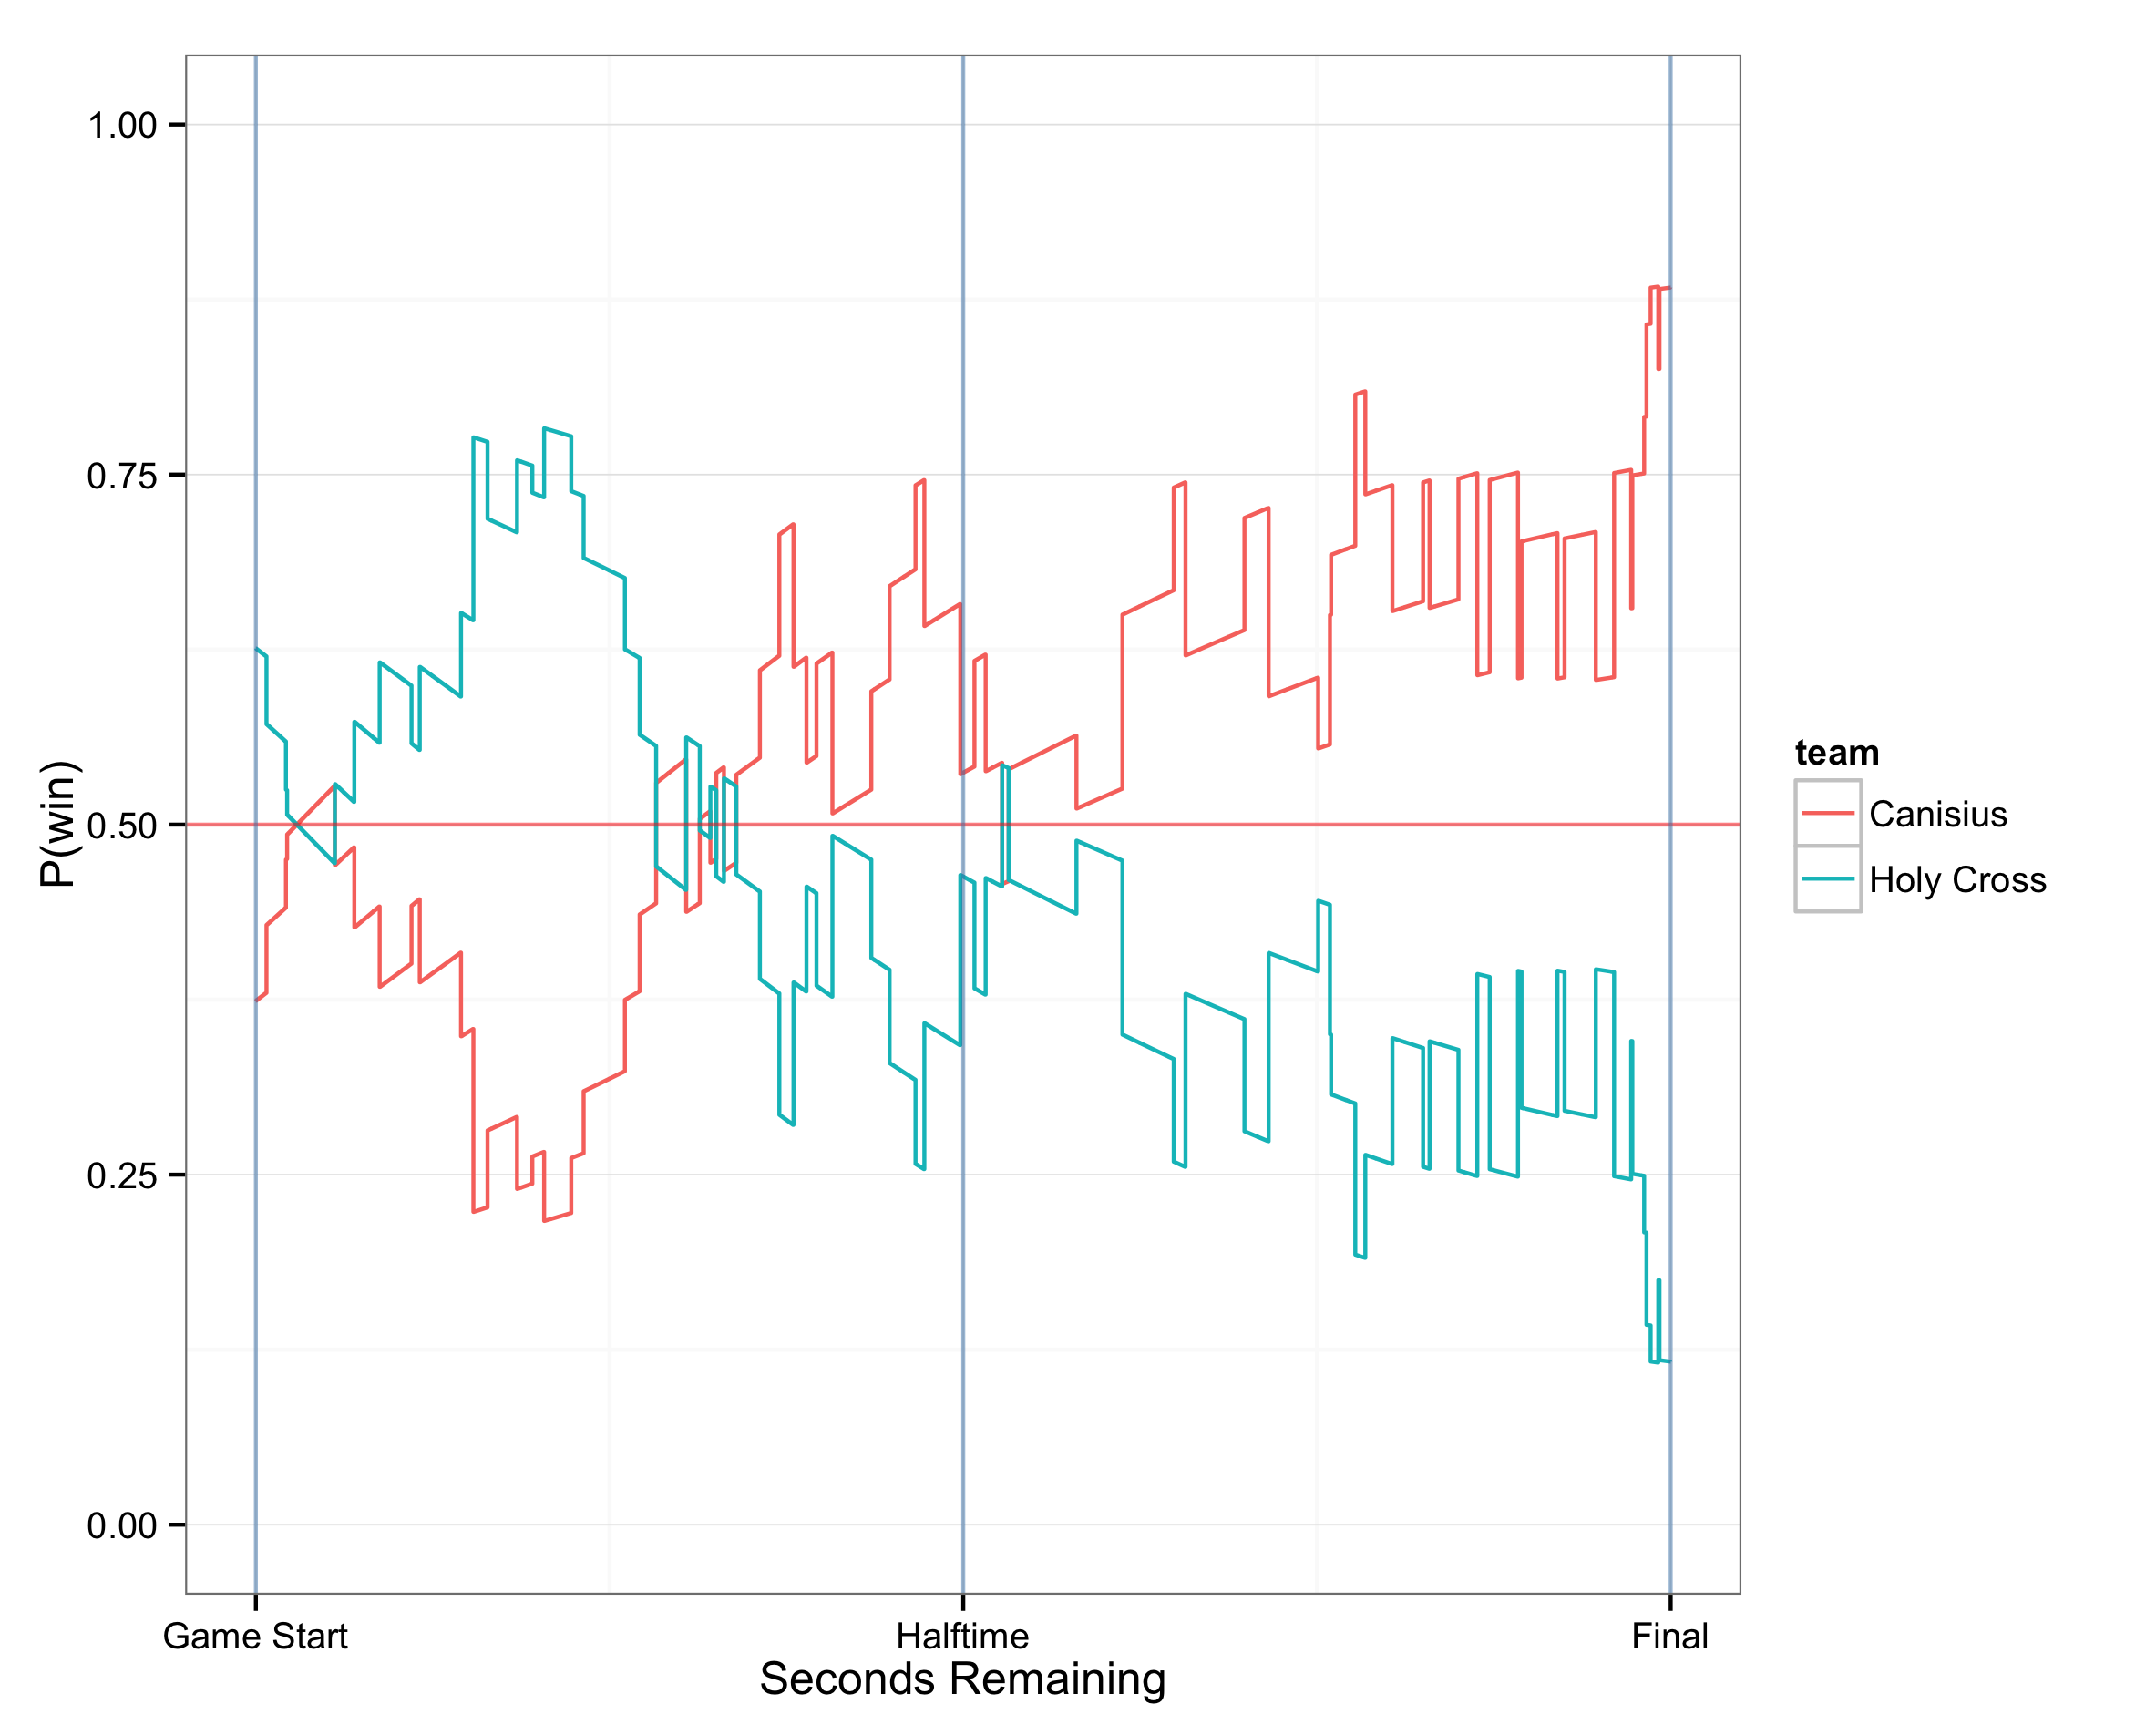 1.00
0.75
0.50
0.25
0.00
P(win)
Game Start
Halftime
Final
Seconds Remaining
team
Canisius
Holy Cross